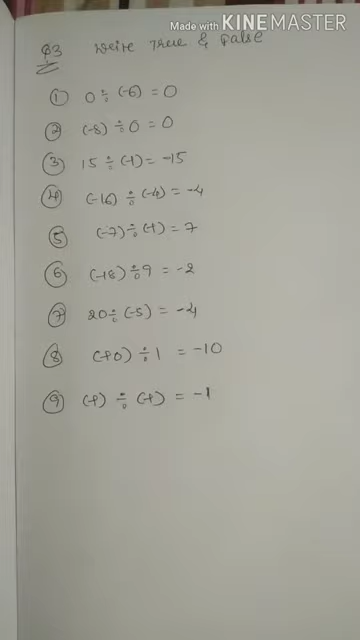 Made with KINEMASTER
Q3 Write True & False
① 0 ÷ (-6) = 0
② (-8) ÷ 0 = 0
③ 15 ÷ (-1) = -15
④ (-16) ÷ (-4) = -4
⑤ (-7) ÷ (-1) = 7
⑥ (-18) ÷ 9 = -2
⑦ 20 ÷ (-5) = -4
⑧ (-10) ÷ 1 = -10
⑨ (-1) ÷ (-1) = -1